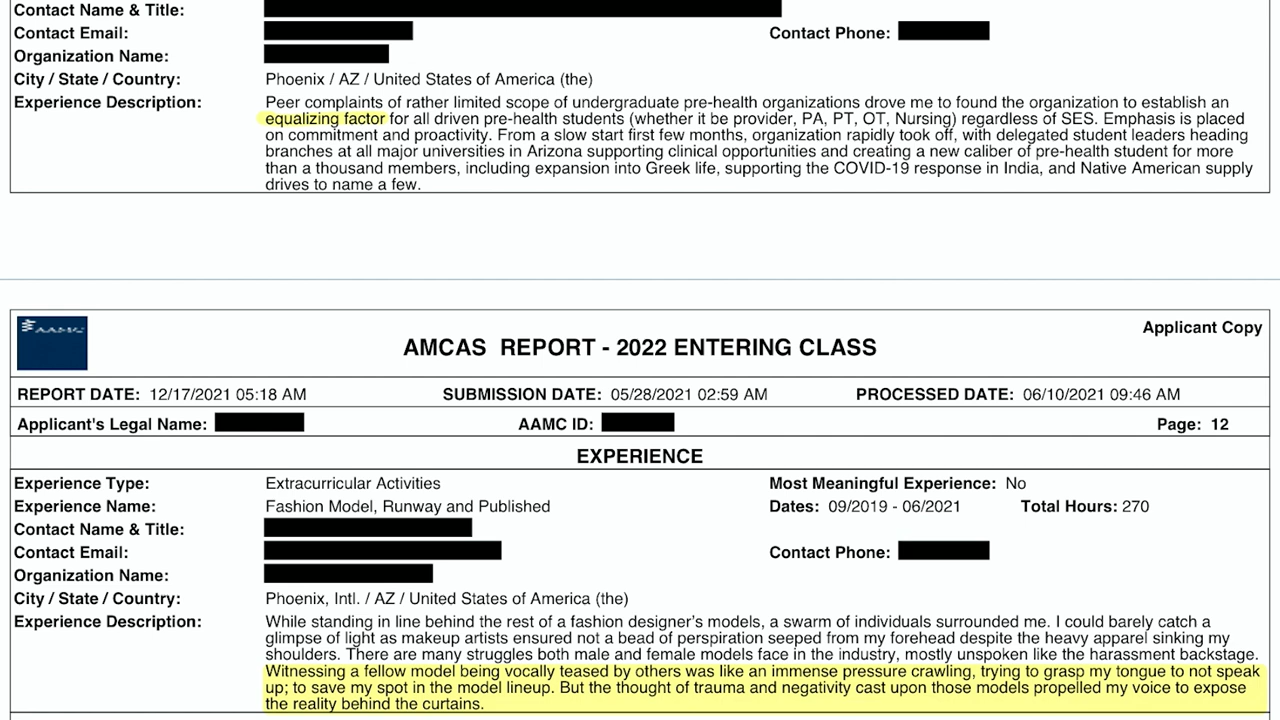 Contact Name & Title:
Contact Email: Contact Phone:
Organization Name:
City / State / Country: Phoenix / AZ / United States of America (the)
Experience Description: Peer complaints of rather limited scope of undergraduate pre-health organizations drove me to found the organization to establish an
equalizing factor for all driven pre-health students (whether it be provider, PA, PT, OT, Nursing) regardless of SES. Emphasis is placed
on commitment and proactivity. From a slow start first few months, organization rapidly took off, with delegated student leaders heading
branches at all major universities in Arizona supporting clinical opportunities and creating a new caliber of pre-health student for more
than a thousand members, including expansion into Greek life, supporting the COVID-19 response in India, and Native American supply
drives to name a few.
AAMC
Applicant Copy
AMCAS REPORT - 2022 ENTERING CLASS
REPORT DATE: 12/17/2021 05:18 AM SUBMISSION DATE: 05/28/2021 02:59 AM PROCESSED DATE: 06/10/2021 09:46 AM
Applicant's Legal Name: AAMC ID: Page: 12
EXPERIENCE
Experience Type: Extracurricular Activities Most Meaningful Experience: No
Experience Name: Fashion Model, Runway and Published Dates: 09/2019 - 06/2021 Total Hours: 270
Contact Name & Title:
Contact Email: Contact Phone:
Organization Name:
City / State / Country: Phoenix, Intl. / AZ / United States of America (the)
Experience Description: While standing in line behind the rest of a fashion designer's models, a swarm of individuals surrounded me. I could barely catch a
glimpse of light as makeup artists ensured not a bead of perspiration seeped from my forehead despite the heavy apparel sinking my
shoulders. There are many struggles both male and female models face in the industry, mostly unspoken like the harassment backstage.
Witnessing a fellow model being vocally teased by others was like an immense pressure crawling, trying to grasp my tongue to not speak
up; to save my spot in the model lineup. But the thought of trauma and negativity cast upon those models propelled my voice to expose
the reality behind the curtains.